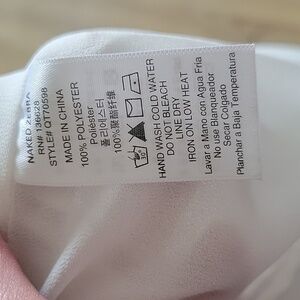 NAKED ZEBRA
RN# 136628
STYLE# QT70598
MADE IN CHINA
100% POLYESTER
Poliéster
폴리에스터
100%聚酯纤维
HAND WASH COLD WATER
DO NOT BLEACH
LINE DRY
IRON ON LOW HEAT
Lavar a Mano con Agua Fria
No use Blanqueador
Secar Colgado
Planchar a Baja Temperatura